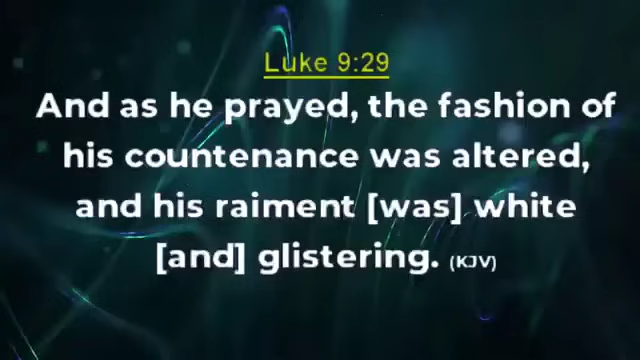 Luke 9:29
And as he prayed, the fashion of
his countenance was altered,
and his raiment [was] white
[and] glistering. (KJV)